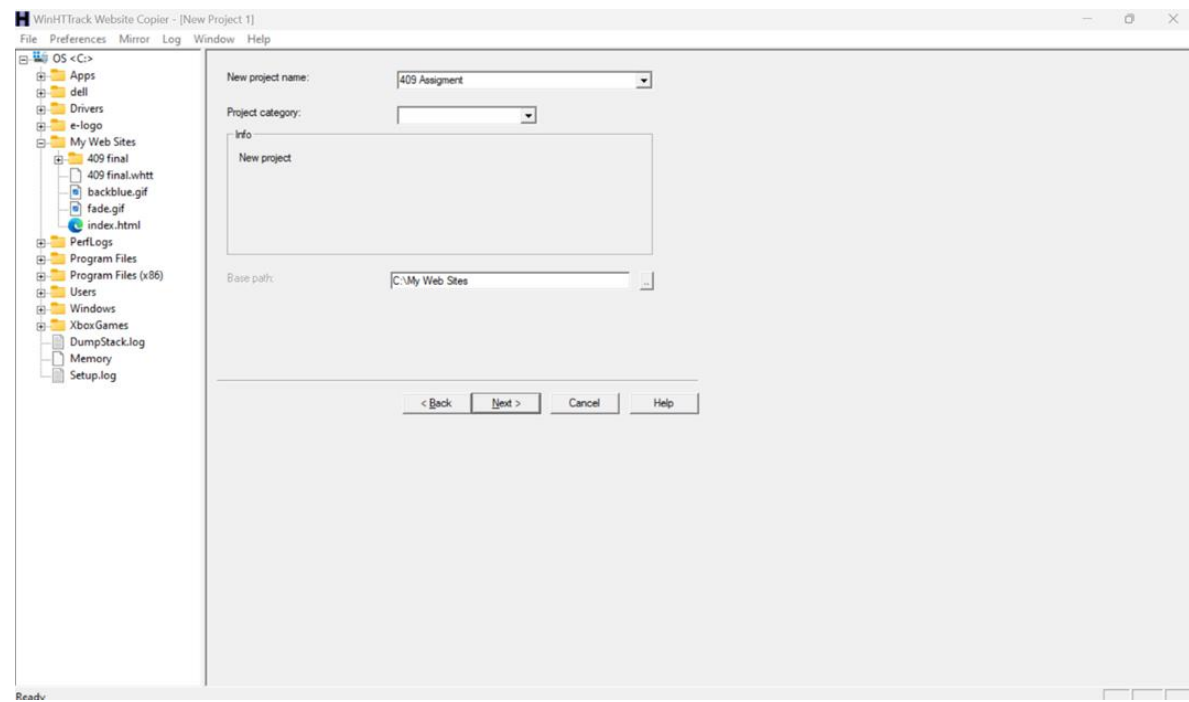 WinHTTrack Website Copier - [New Project 1]
File Preferences Mirror Log Window Help
OS <C:>
Apps
dell
Drivers
e-logo
My Web Sites
409 final
409 final.whtt
backblue.gif
fade.gif
index.html
PerfLogs
Program Files
Program Files (x86)
Users
Windows
XboxGames
DumpStack.log
Memory
Setup.log
New project name:
409 Assigment
Project category:
Info
New project
Base path:
C:\My Web Sites
..
< Back Next > Cancel Help
Ready